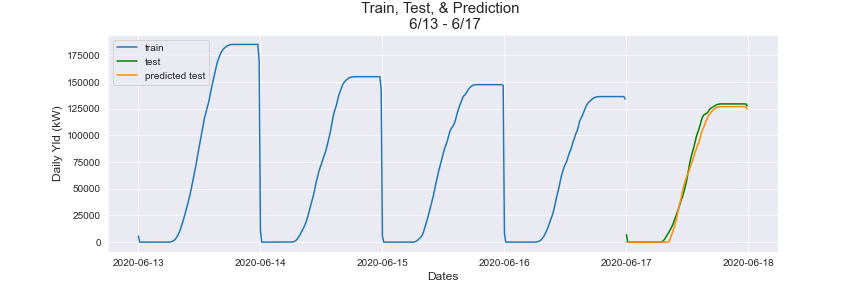 Train, Test, & Prediction
6/13 - 6/17
train
test
predicted test
175000
150000
125000
100000
75000
50000
25000
0
Daily Yld (kW)
2020-06-13
2020-06-14
2020-06-15
2020-06-16
2020-06-17
2020-06-18
Dates